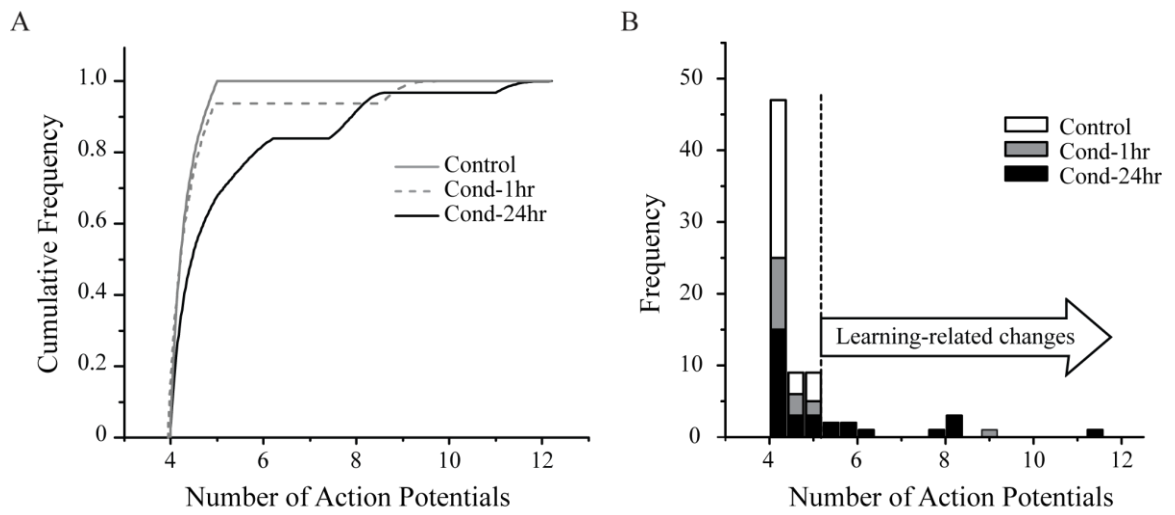 A
Cumulative Frequency
1.0
0.8
0.6
0.4
0.2
0
4 6 8 10 12
Number of Action Potentials
Control
Cond-1hr
Cond-24hr
B
Frequency
50
40
30
20
10
0
4 6 8 10 12
Number of Action Potentials
Control
Cond-1hr
Cond-24hr
Learning-related changes